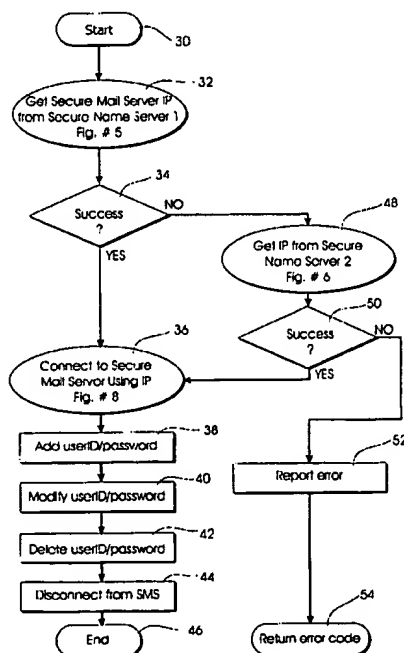 Start
30
32
Get Secure Mail Server IP
from Secure Name Server 1
Fig. # 5
34
Success
?
NO
YES
48
Get IP from Secure
Name Server 2
Fig. # 6
50
Success
?
NO
YES
36
Connect to Secure
Mail Server Using IP
Fig. # 8
38
Add userID/password
40
Modify userID/password
42
Delete userID/password
44
Disconnect from SMS
End
46
52
Report error
54
Return error code